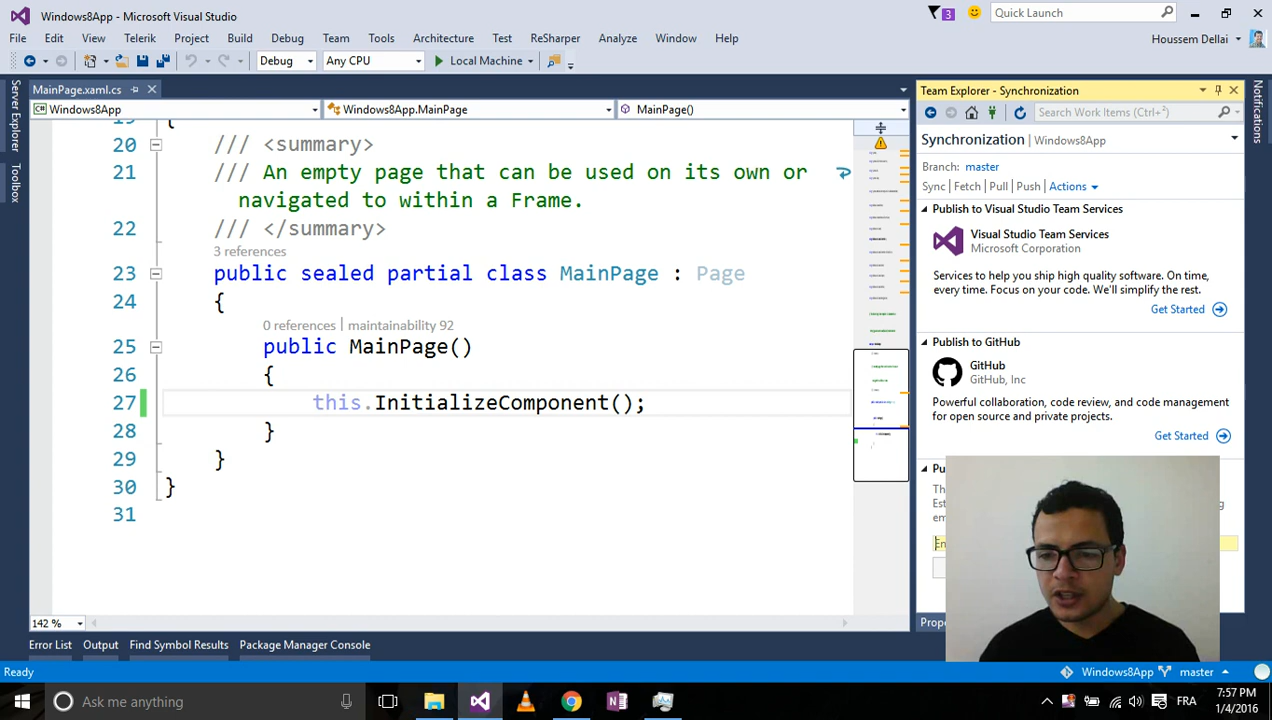 Windows8App - Microsoft Visual Studio
3
Quick Launch
File Edit View Telerik Project Build Debug Team Tools Architecture Test ReSharper Analyze Window Help
Houssem Dellai
Debug Any CPU Local Machine
MainPage.xaml.cs
Windows8App Windows8App.MainPage MainPage()
Server Explorer
Toolbox
20 /// <summary>
21 /// An empty page that can be used on its own or
navigated to within a Frame.
22 /// </summary>
3 references
23 public sealed partial class MainPage : Page
24 {
0 references | maintainability 92
25 public MainPage()
26 {
27 this.InitializeComponent();
28 }
29 }
30 }
31
142 %
Team Explorer - Synchronization
Search Work Items (Ctrl+')
Synchronization | Windows8App
Branch: master
Sync Fetch Pull Push Actions
Publish to Visual Studio Team Services
Visual Studio Team Services
Microsoft Corporation
Services to help you ship high quality software. On time,
every time. Focus on your code. We'll simplify the rest.
Get Started
Publish to GitHub
GitHub
GitHub, Inc
Powerful collaboration, code review, and code management
for open source and private projects.
Get Started
Notifications
Error List Output Find Symbol Results Package Manager Console
Ready
Windows8App master
Ask me anything
FRA
7:57 PM
1/4/2016